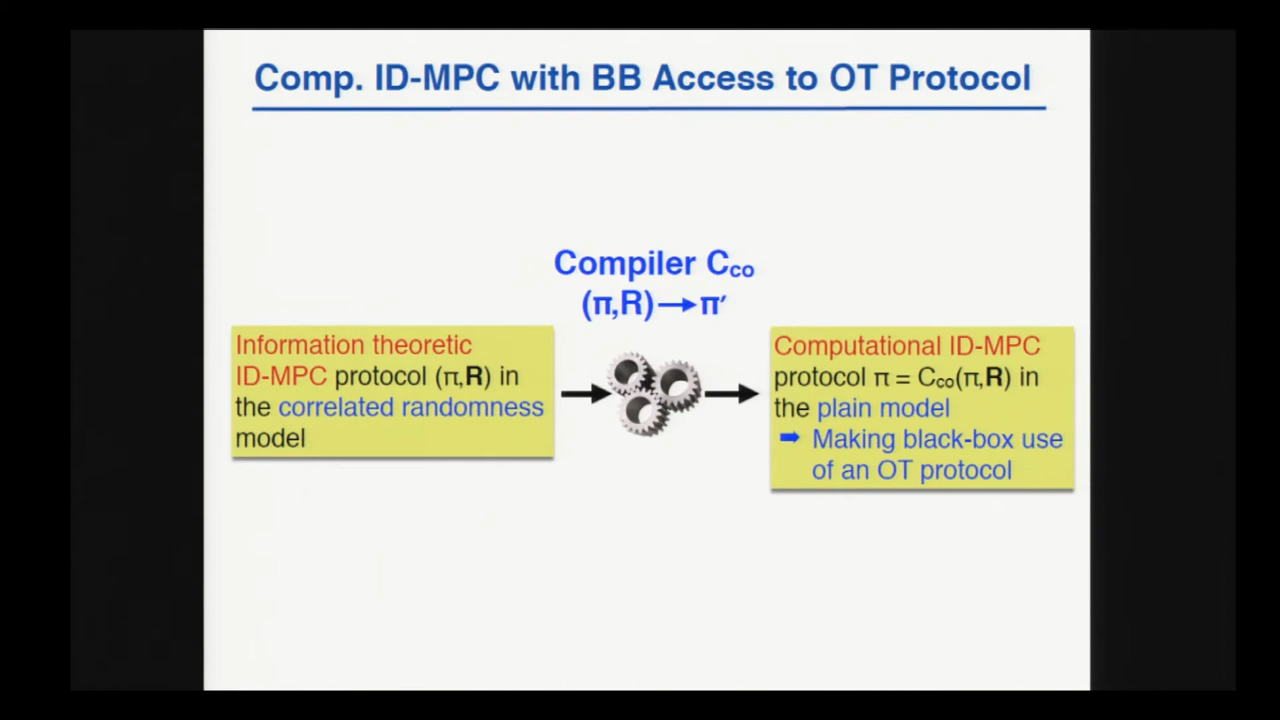 Comp. ID-MPC with BB Access to OT Protocol
Compiler Cco
(π,R)→π′
Information theoretic
ID-MPC protocol (π,R) in
the correlated randomness
model
Computational ID-MPC
protocol π = Cco(π,R) in
the plain model
➡ Making black-box use
of an OT protocol